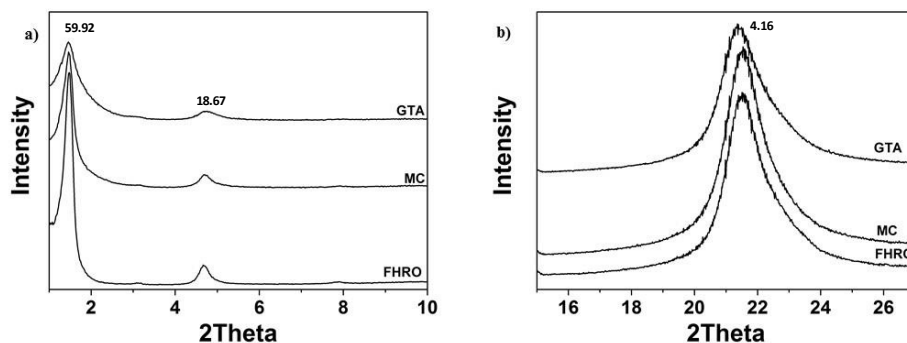 a)
59.92
18.67
GTA
MC
FHRO
Intensity
2 4 6 8 10
2Theta
b)
4.16
GTA
MC
FHRO
Intensity
16 18 20 22 24 26
2Theta